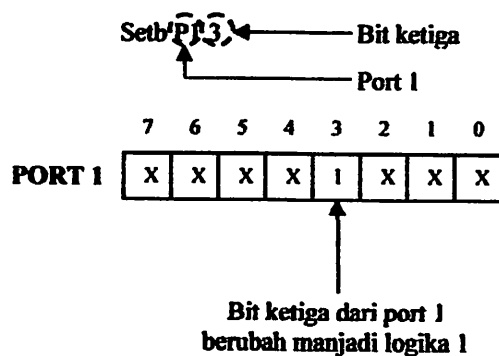 Setb P1.3 Bit ketiga
Port 1
7 6 5 4 3 2 1 0
PORT 1 X X X X 1 X X X
Bit ketiga dari port 1
berubah manjadi logika 1